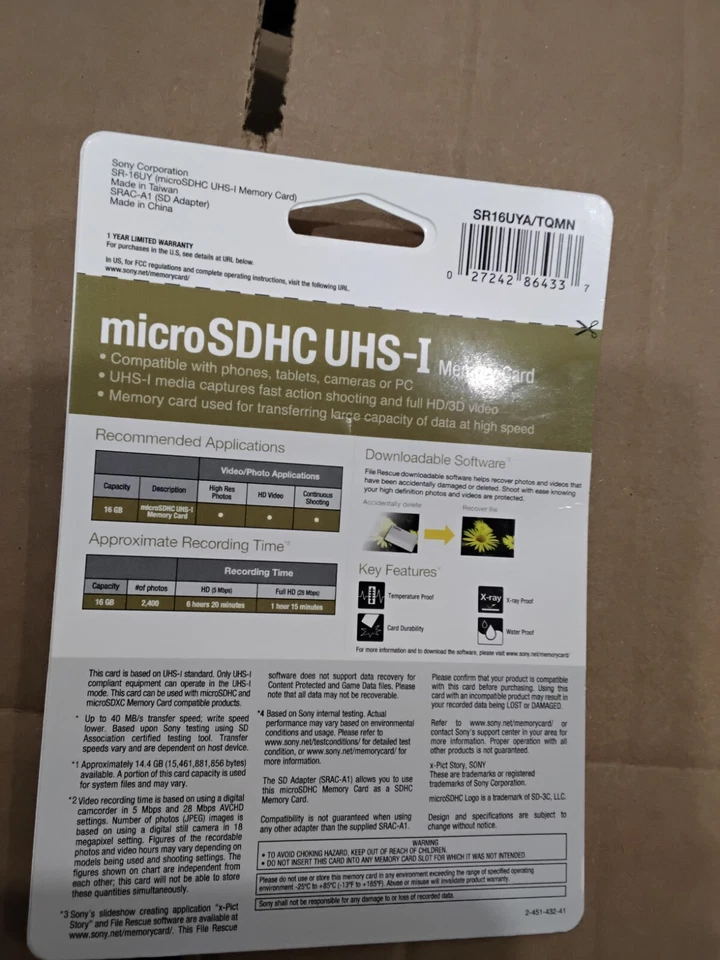 Sony Corporation
SR-16UY (microSDHC UHS-I Memory Card)
Made in Taiwan
SRAC-A1 (SD Adapter)
Made in China
SR16UYA/TQMN
0 27242 86433 7
1 YEAR LIMITED WARRANTY
For purchases in the U.S, see details at URL below.
In US, for FCC regulations and complete operating instructions, visit the following URL.
www.sony.net/memorycard/
microSDHC UHS-I Memory Card
• Compatible with phones, tablets, cameras or PC
• UHS-I media captures fast action shooting and full HD/3D video
• Memory card used for transferring large capacity of data at high speed
Recommended Applications
Video/Photo Applications
Capacity Description High Res Photos HD Video Continuous Shooting
16 GB microSDHC UHS-I Memory Card • • •
Approximate Recording Time*2
Recording Time
Capacity #of photos HD (5 Mbps) Full HD (28 Mbps)
16 GB 2,400 6 hours 20 minutes 1 hour 15 minutes
Downloadable Software*3
File Rescue downloadable software helps recover photos and videos that
have been accidentally damaged or deleted. Shoot with ease knowing
your high definition photos and videos are protected.
Accidentally delete Recover file
Key Features*4
Temperature Proof
X-ray X-ray Proof
Card Durability
Water Proof
For more information and to download the software, please visit www.sony.net/memorycard/
This card is based on UHS-I standard. Only UHS-I
compliant equipment can operate in the UHS-I
mode. This card can be used with microSDHC and
microSDXC Memory Card compatible products.
* Up to 40 MB/s transfer speed; write speed
lower. Based upon Sony testing using SD
Association certified testing tool. Transfer
speeds vary and are dependent on host device.
*1 Approximately 14.4 GB (15,461,881,856 bytes)
available. A portion of this card capacity is used
for system files and may vary.
*2 Video recording time is based on using a digital
camcorder in 5 Mbps and 28 Mbps AVCHD
settings. Number of photos (JPEG) images is
based on using a digital still camera in 18
megapixel setting. Figures of the recordable
photos and video hours may vary depending on
models being used and shooting settings. The
figures shown on chart are independent from
each other; this card will not be able to store
these quantities simultaneously.
*3 Sony's slideshow creating application "x-Pict
Story" and File Rescue software are available at
www.sony.net/memorycard/. This File Rescue
software does not support data recovery for
Content Protected and Game Data files. Please
note that all data may not be recoverable.
*4 Based on Sony internal testing. Actual
performance may vary based on environmental
conditions and usage. Please refer to
www.sony.net/testconditions/ for detailed test
condition, or www.sony.net/memorycard/ for
more information.
The SD Adapter (SRAC-A1) allows you to use
this microSDHC Memory Card as a SDHC
Memory Card.
Compatibility is not guaranteed when using
any other adapter than the supplied SRAC-A1.
Please confirm that your product is compatible
with this card before purchasing. Using this
card with an incompatible product may result in
your recorded data being LOST or DAMAGED.
Refer to www.sony.net/memorycard/ or
contact Sony's support center in your area for
more information. Proper operation with all
other products is not guaranteed.
x-Pict Story, SONY
These are trademarks or registered
trademarks of Sony Corporation.
microSDHC Logo is a trademark of SD-3C, LLC.
Design and specifications are subject to
change without notice.
WARNING
• TO AVOID CHOKING HAZARD, KEEP OUT OF REACH OF CHILDREN.
• DO NOT INSERT THIS CARD INTO ANY MEMORY CARD SLOT FOR WHICH IT WAS NOT INTENDED.
Please do not use or store this memory card in any environment exceeding the range of specified operating
environment -25°C to +85°C (-13°F to +185°F). Abuse or misuse will invalidate product warranty.
Sony shall not be responsible for any damage to or loss of recorded data.
2-451-432-41